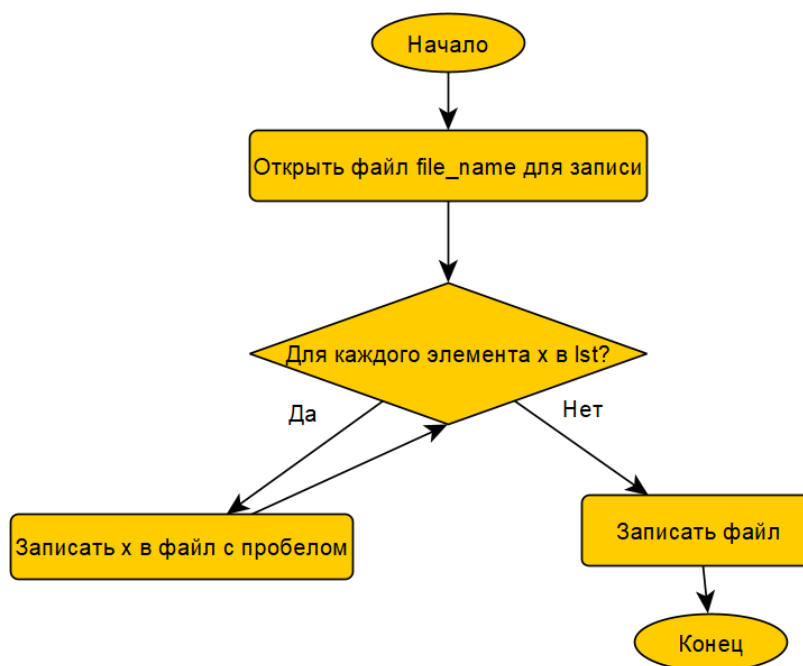 Начало
Открыть файл file_name для записи
Для каждого элемента x в lst?
Да
Нет
Записать x в файл с пробелом
Записать файл
Конец